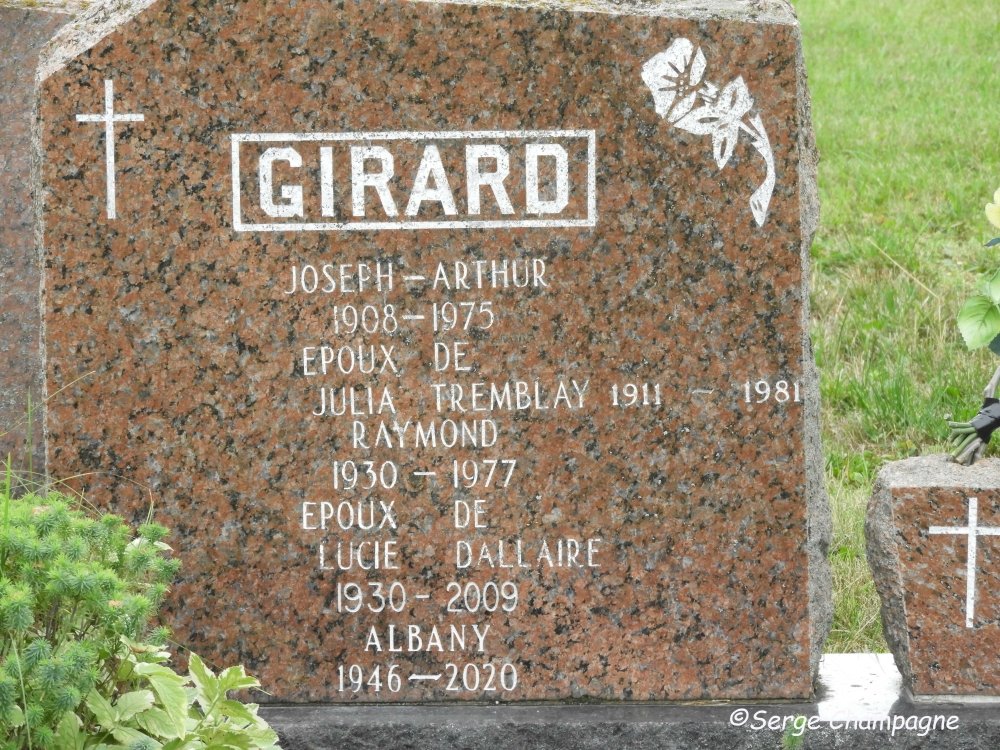 GIRARD
JOSEPH - ARTHUR
1908 - 1975
EPOUX DE
JULIA TREMBLAY 1911 - 1981
RAYMOND
1930 - 1977
EPOUX DE
LUCIE DALLAIRE
1930 - 2009
ALBANY
1946 - 2020
©Serge Champagne